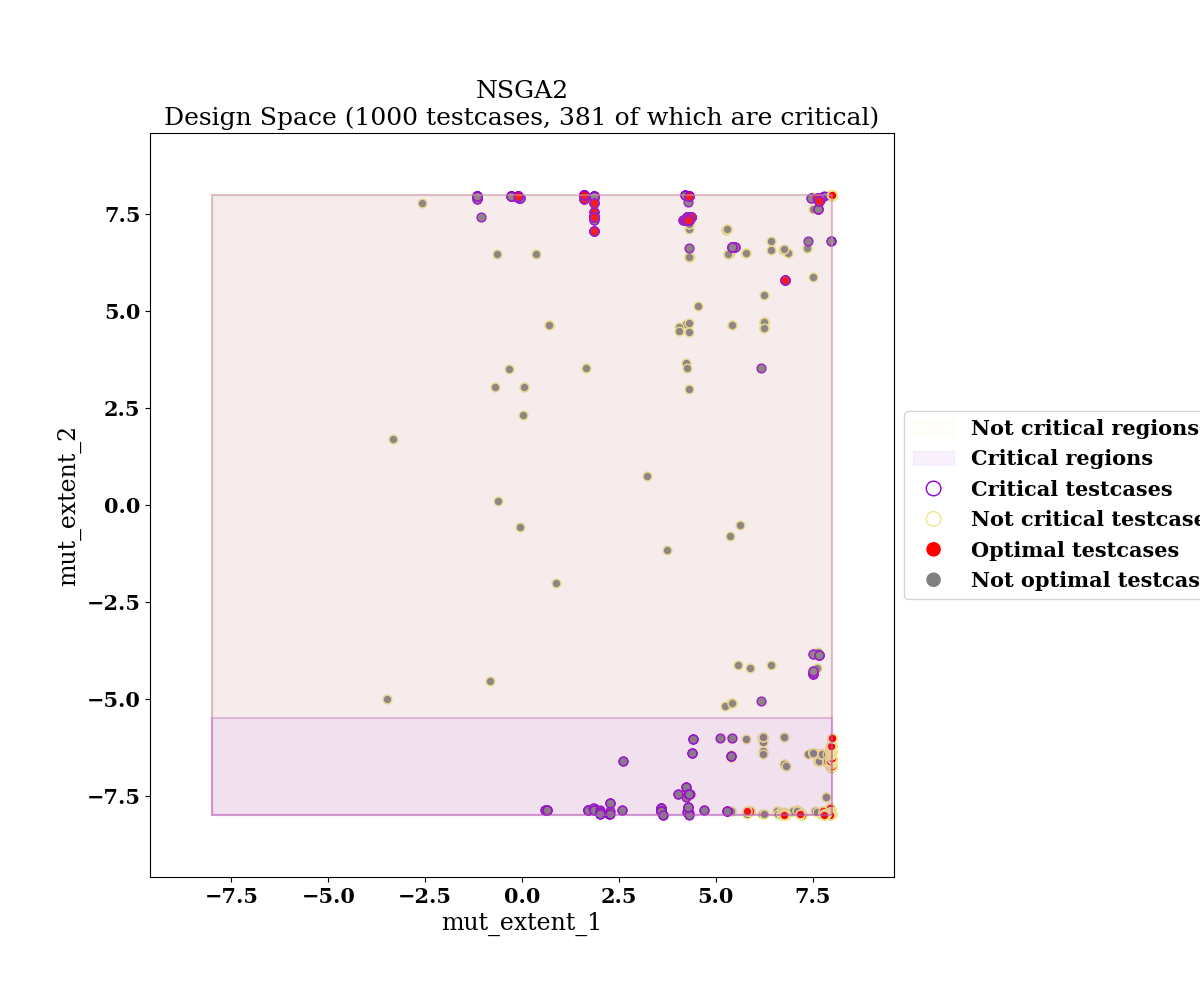 NSGA2
Design Space (1000 testcases, 381 of which are critical)
7.5
5.0
2.5
0.0
−2.5
−5.0
−7.5
mut_extent_2
−7.5 −5.0 −2.5 0.0 2.5 5.0 7.5
mut_extent_1
Not critical regions
Critical regions
Critical testcases
Not critical testcase
Optimal testcases
Not optimal testcas